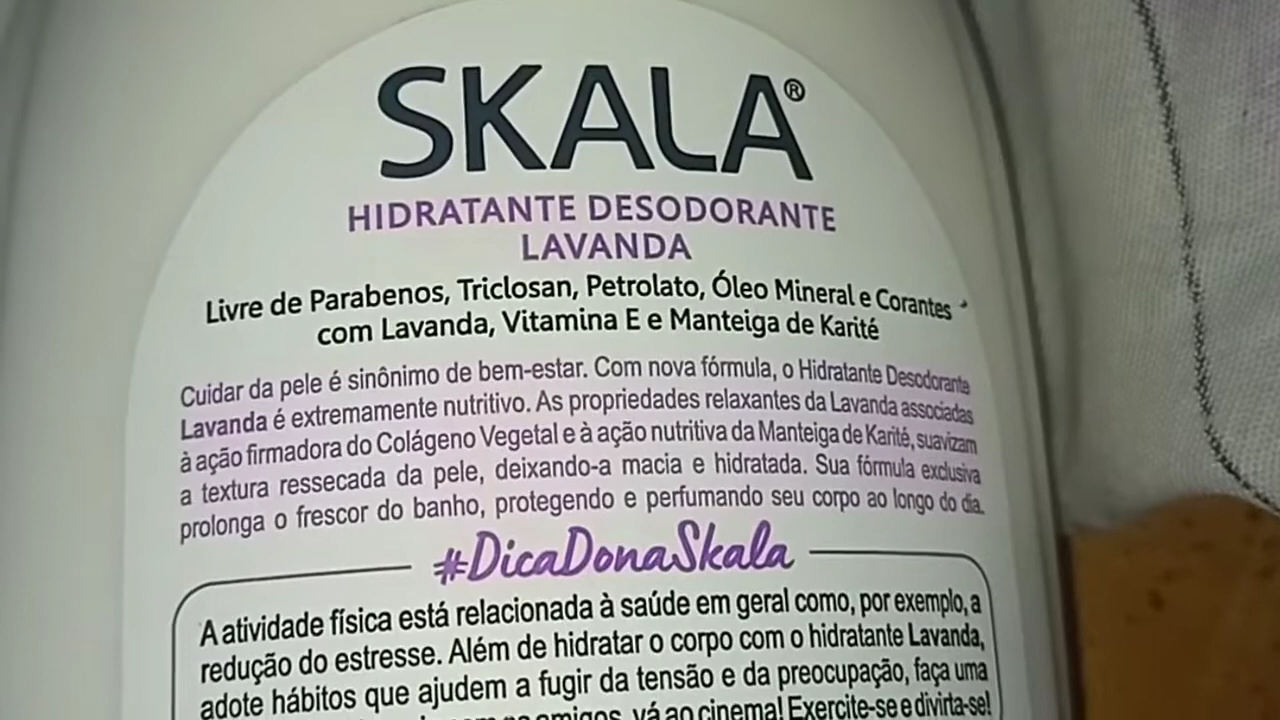 SKALA®
HIDRATANTE DESODORANTE
LAVANDA
Livre de Parabenos, Triclosan, Petrolato, Óleo Mineral e Corantes
com Lavanda, Vitamina E e Manteiga de Karité
Cuidar da pele é sinônimo de bem-estar. Com nova fórmula, o Hidratante Desodorante
Lavanda é extremamente nutritivo. As propriedades relaxantes da Lavanda associadas
à ação firmadora do Colágeno Vegetal e à ação nutritiva da Manteiga de Karité, suavizam
a textura ressecada da pele, deixando-a macia e hidratada. Sua fórmula exclusiva
prolonga o frescor do banho, protegendo e perfumando seu corpo ao longo do dia.
#DicaDonaSkala
A atividade física está relacionada à saúde em geral como, por exemplo, a
redução do estresse. Além de hidratar o corpo com o hidratante Lavanda,
adote hábitos que ajudem a fugir da tensão e da preocupação, faça uma
amigos, vá ao cinema! Exercite-se e divirta-se!